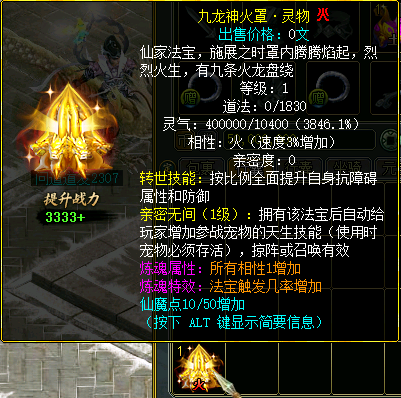 九龙神火罩·灵物 火
出售价格：0文
仙家法宝，施展之时罩内腾腾焰起，烈
烈火生，有九条火龙盘绕
等级：1
道法：0/1830
灵气：400000/10400（3846.1%）
相性：火（速度3%增加）
亲密度：0
转世技能：按比例全面提升自身抗障碍
属性和防御
亲密无间（1级）：拥有该法宝后自动给
玩家增加参战宠物的天生技能（使用时
宠物必须存活），掠阵或召唤有效
炼魂属性：所有相性1增加
炼魂特效：法宝触发几率增加
仙魔点10/50增加
（按下 ALT 键显示简要信息）
提升战力
3333+
1
火